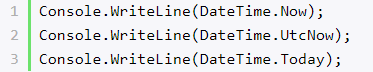 1 Console.WriteLine(DateTime.Now);
2 Console.WriteLine(DateTime.UtcNow);
3 Console.WriteLine(DateTime.Today);